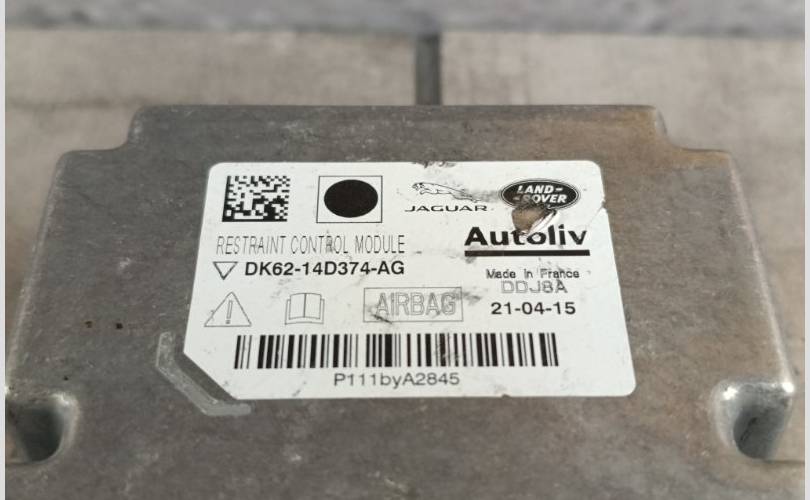 JAGUAR
LAND-
-ROVER
RESTRAINT CONTROL MODULE
Autoliv
DK62-14D374-AG
Made in France
DDJ8A
AIRBAG
21-04-15
P111byA2845